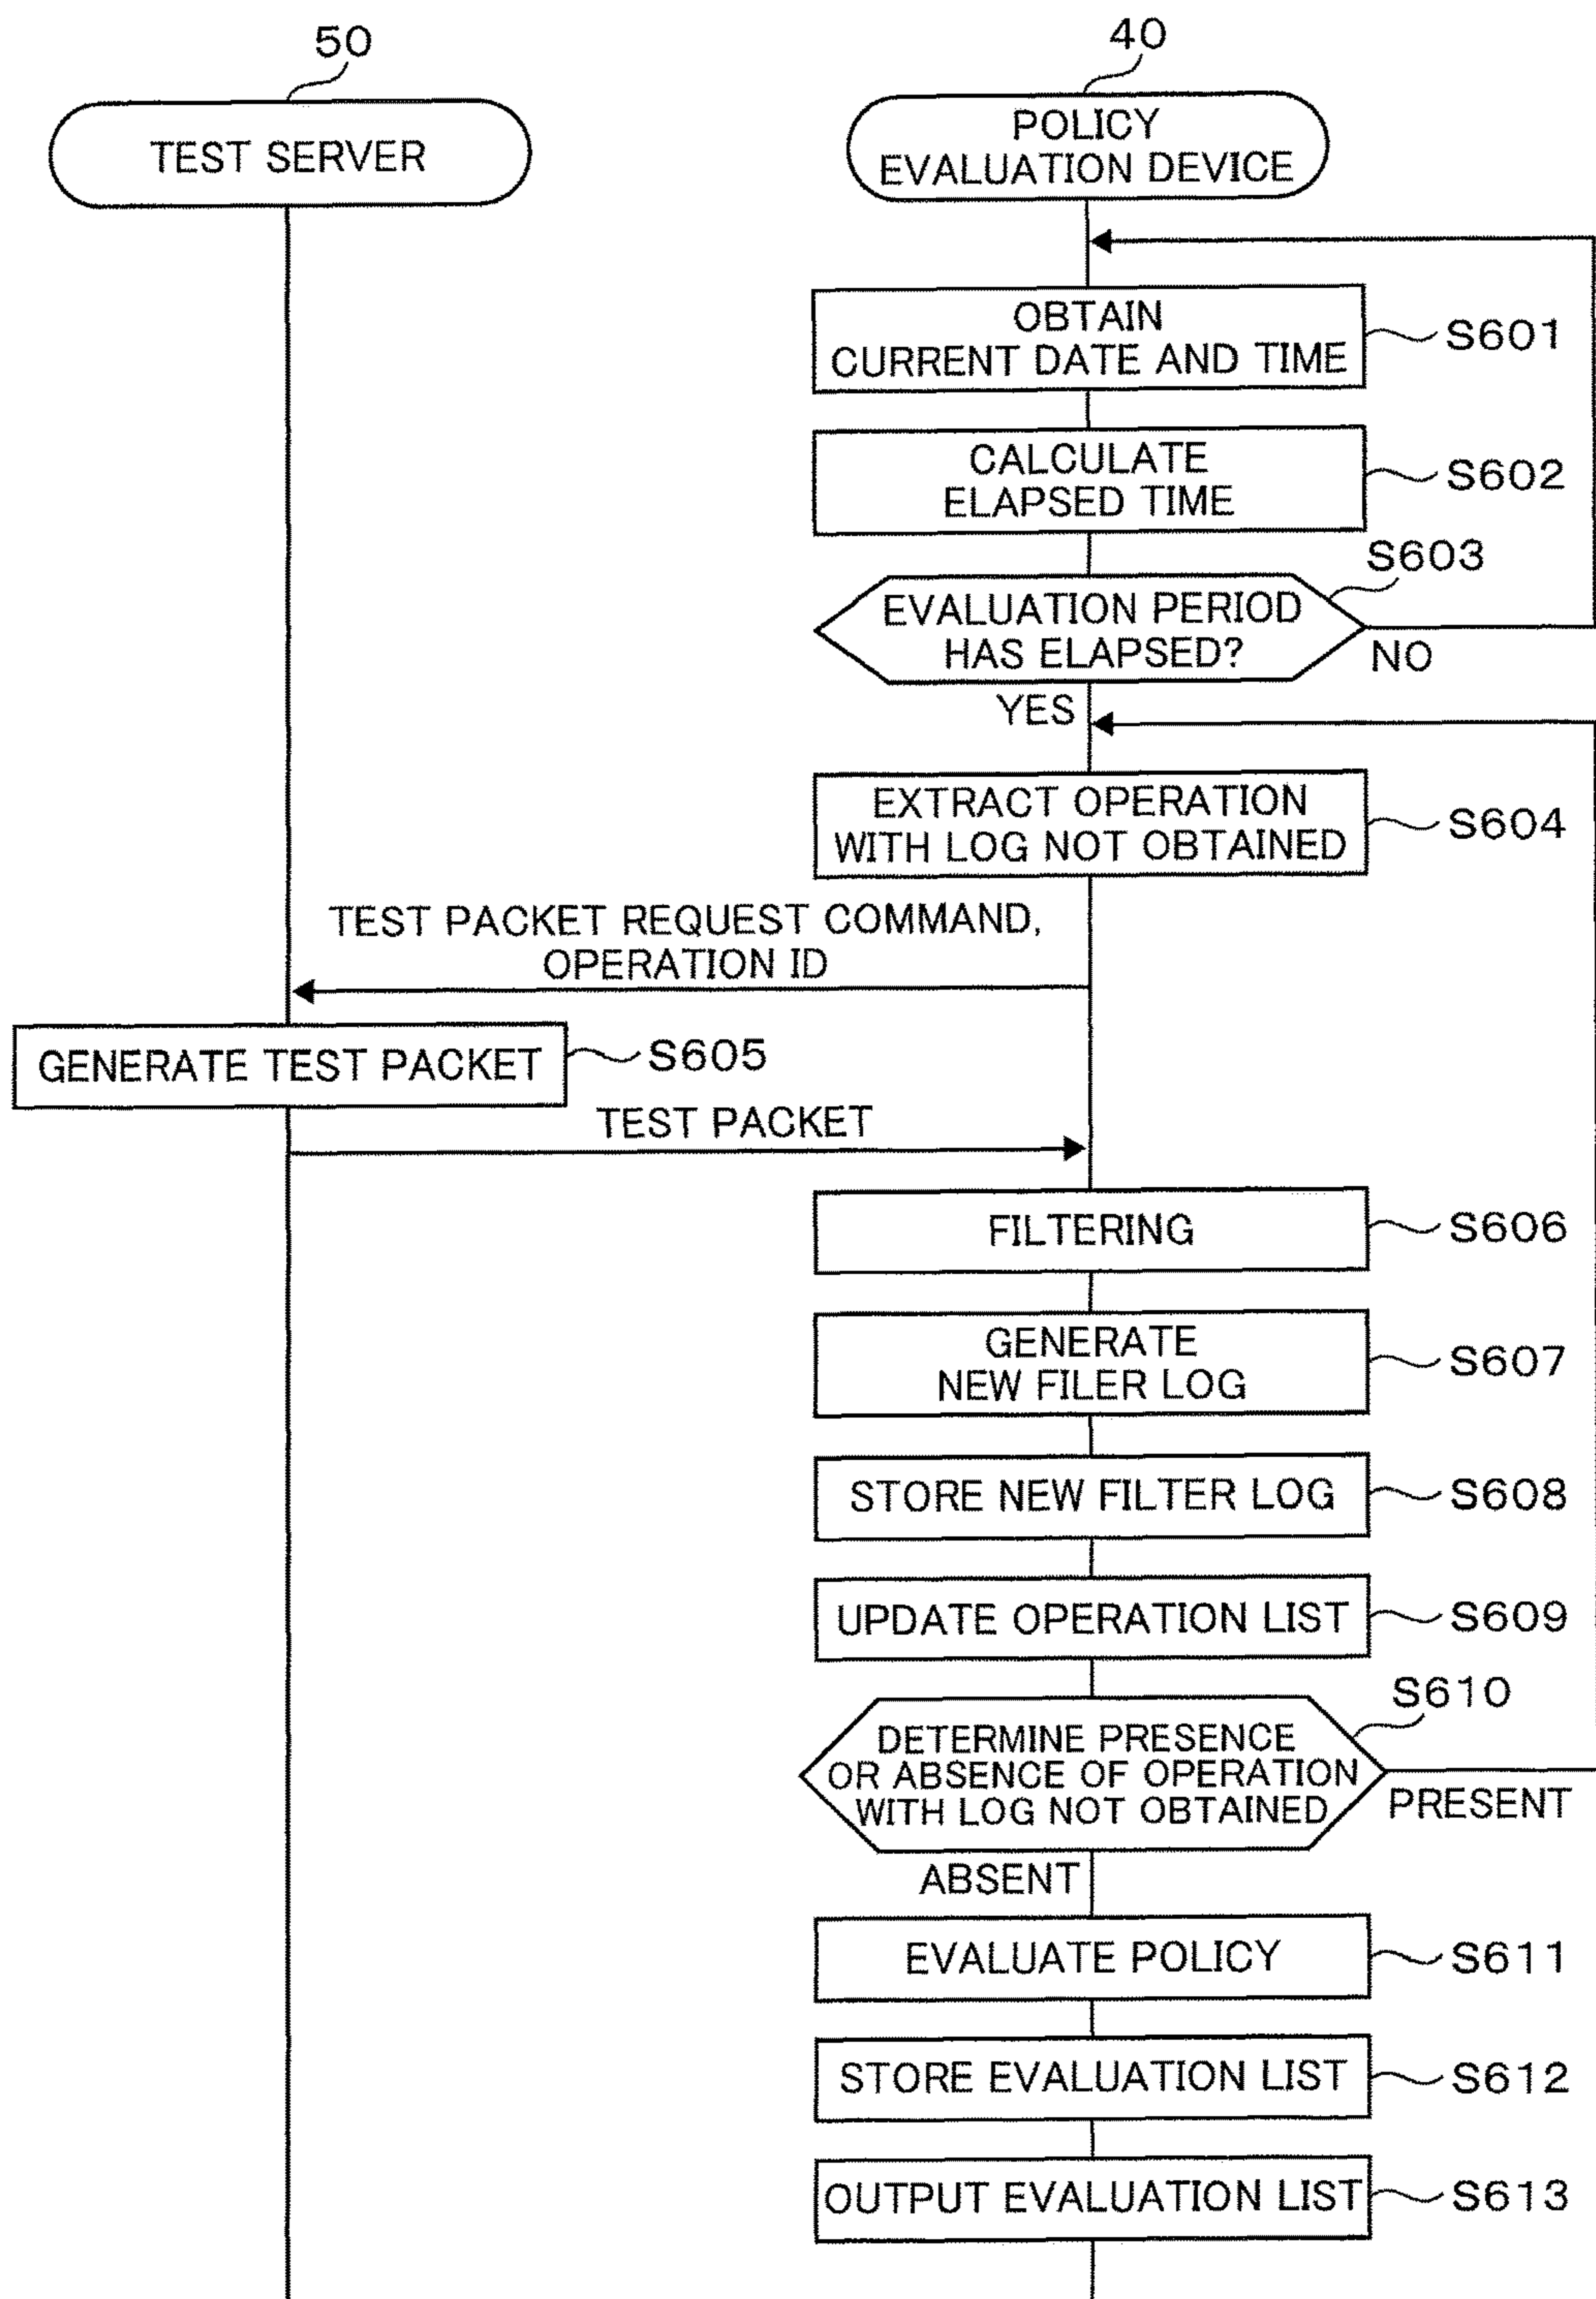 50
40
TEST SERVER
POLICY
EVALUATION DEVICE
OBTAIN
CURRENT DATE AND TIME
S601
CALCULATE
ELAPSED TIME
S602
S603
EVALUATION PERIOD
HAS ELAPSED?
NO
YES
EXTRACT OPERATION
WITH LOG NOT OBTAINED
S604
TEST PACKET REQUEST COMMAND,
OPERATION ID
GENERATE TEST PACKET
S605
TEST PACKET
FILTERING
S606
GENERATE
NEW FILER LOG
S607
STORE NEW FILTER LOG
S608
UPDATE OPERATION LIST
S609
S610
DETERMINE PRESENCE
OR ABSENCE OF OPERATION
WITH LOG NOT OBTAINED
PRESENT
ABSENT
EVALUATE POLICY
S611
STORE EVALUATION LIST
S612
OUTPUT EVALUATION LIST
S613